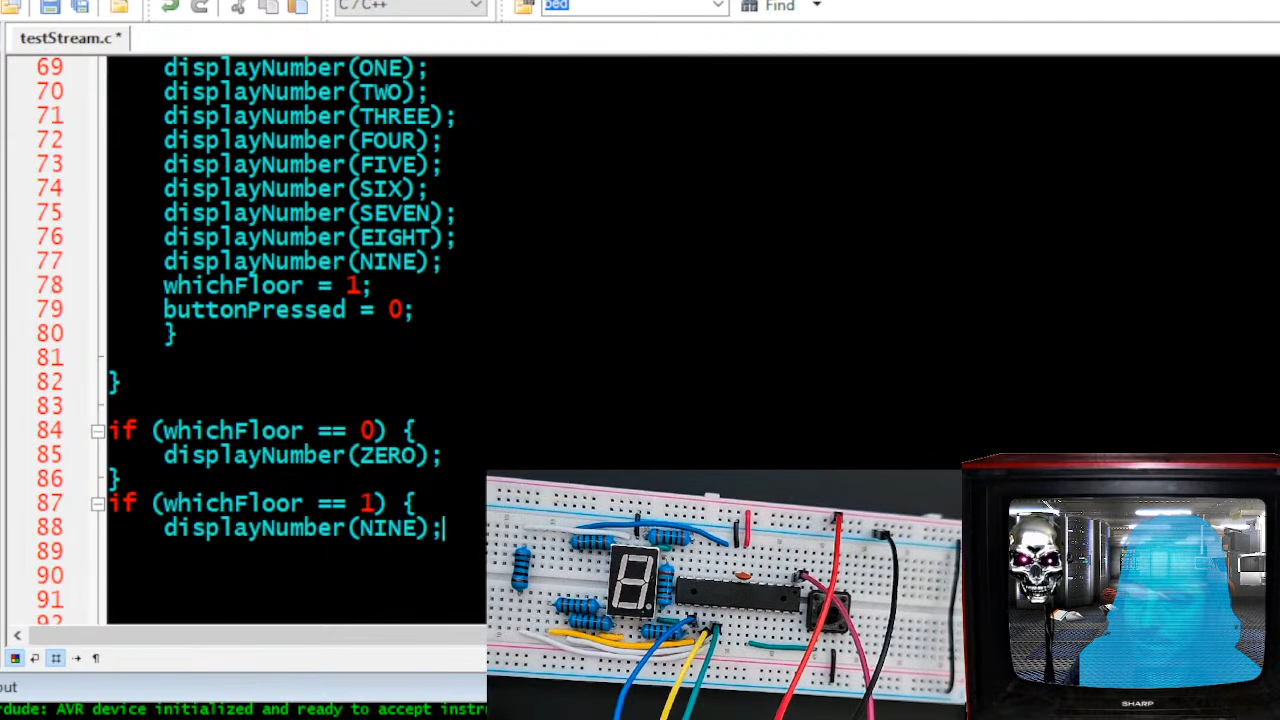 C / C++
bed
Find
testStream.c *
69 displayNumber(ONE);
70 displayNumber(TWO);
71 displayNumber(THREE);
72 displayNumber(FOUR);
73 displayNumber(FIVE);
74 displayNumber(SIX);
75 displayNumber(SEVEN);
76 displayNumber(EIGHT);
77 displayNumber(NINE);
78 whichFloor = 1;
79 buttonPressed = 0;
80 }
81
82 }
83
84 if (whichFloor == 0) {
85 displayNumber(ZERO);
86 }
87 if (whichFloor == 1) {
88 displayNumber(NINE);
89
90
91
out
rdude: AVR device initialized and ready to accept instr
SHARP